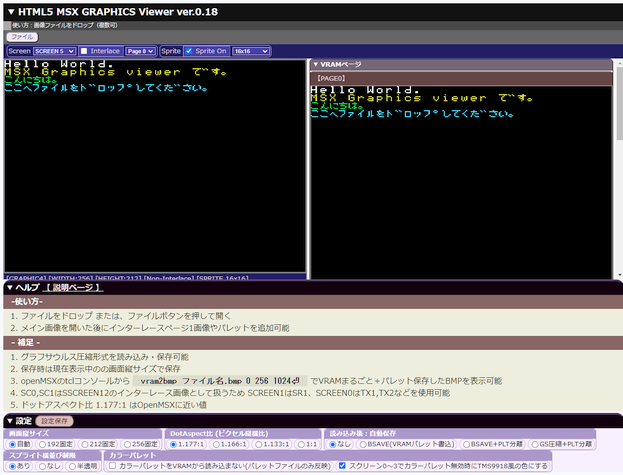 ▼ HTML5 MSX GRAPHICS Viewer ver.0.18
使い方：画像ファイルをドロップ（複数可）
ファイル
Screen SCREEN 5 Interlace Page 0 Sprite Sprite On 16x16
Hello World.
MSX Graphics viewer です。
こんにちは。
ここへファイルをドロップしてください。
▼ VRAMページ
[PAGE0]
Hello World.
MSX Graphics viewer です。
こんにちは。
ここへファイルをドロップしてください。
[GRAPHIC4] [WIDTH:256] [HEIGHT:212] [Non-Interlace] [SPRITE 16x16]
▼ ヘルプ 【 説明ページ 】
-使い方-
1. ファイルをドロップ または、ファイルボタンを押して開く
2. メイン画像を開いた後にインターレースページ1画像やパレットを追加可能
- 補足 -
1. グラフサウルス圧縮形式を読み込み・保存可能
2. 保存時は現在表示中のの画面縦サイズで保存
3. openMSXのtclコンソールから vram2bmp ファイル名.bmp 0 256 1024⏎ でVRAMまるごと＋パレット保存したBMPを表示可能
4. SC0,SC1はSSCREEN12のインターレース画像として扱うため SCREEN1はSR1、SCREEN0はTX1,TX2などを使用可能
5. ドットアスペクト比 1.177:1 はOpenMSXに近い値
▼ 設定 設定保存
画面縦サイズ
自動 192固定 212固定 256固定
DotAspect比 (ピクセル縦横比)
1.177:1 1.166:1 1.133:1 1:1
読み込み後：自動保存
なし BSAVE(VRAMパレット書込) BSAVE+PLT分離 GS圧縮+PLT分離
スプライト横並び制限
あり なし 半透明
カラーパレット
カラーパレットをVRAMから読み込まない(パレットファイルのみ反映) スクリーン0~3でカラーパレット無効時にTMS9918風の色にする